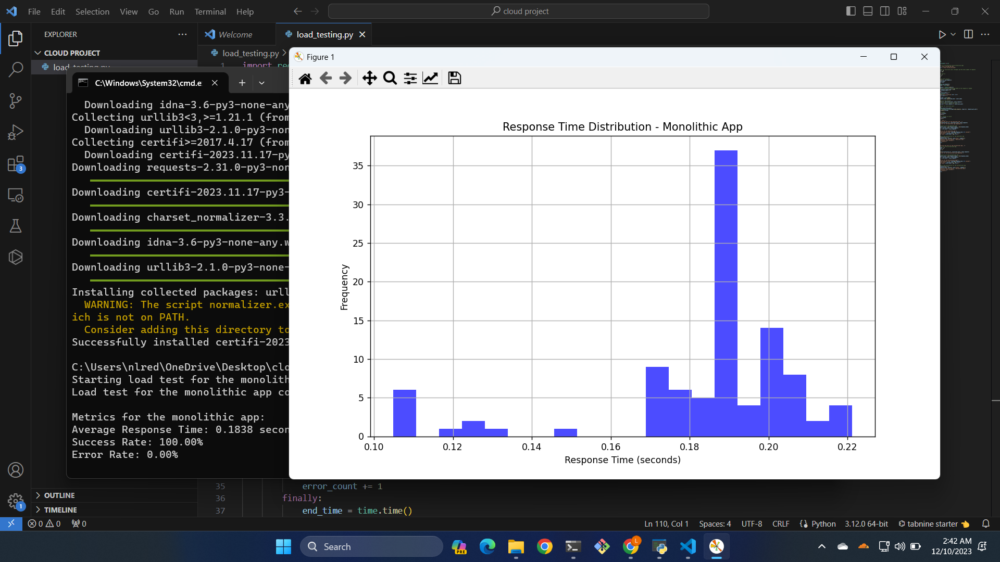 File Edit Selection View Go Run Terminal Help
cloud project
EXPLORER
CLOUD PROJECT
load_testing.py
Welcome
load_testing.py
load_testing.py
1 import req
C:\Windows\System32\cmd.e
Downloading idna-3.6-py3-none-any
Collecting urllib3<3,>=1.21.1 (from
Downloading urllib3-2.1.0-py3-non
Collecting certifi>=2017.4.17 (from
Downloading certifi-2023.11.17-py
Downloading requests-2.31.0-py3-non
Downloading certifi-2023.11.17-py3-
Downloading charset_normalizer-3.3.
Downloading idna-3.6-py3-none-any.w
Downloading urllib3-2.1.0-py3-none-
Installing collected packages: urll
WARNING: The script normalizer.ex
ich is not on PATH.
Consider adding this directory to
Successfully installed certifi-2023
C:\Users\nlred\OneDrive\Desktop\clo
Starting load test for the monolith
Load test for the monolithic app co
Metrics for the monolithic app:
Average Response Time: 0.1838 secon
Success Rate: 100.00%
Error Rate: 0.00%
Figure 1
Response Time Distribution - Monolithic App
Frequency
35
30
25
20
15
10
5
0
0.10 0.12 0.14 0.16 0.18 0.20 0.22
Response Time (seconds)
35 error_count += 1
36 finally:
37 end_time = time.time()
OUTLINE
TIMELINE
3
1
0 0 0
Ln 110, Col 1 Spaces: 4 UTF-8 CRLF Python 3.12.0 64-bit tabnine starter
Search
PRE
L
2:42 AM
12/10/2023